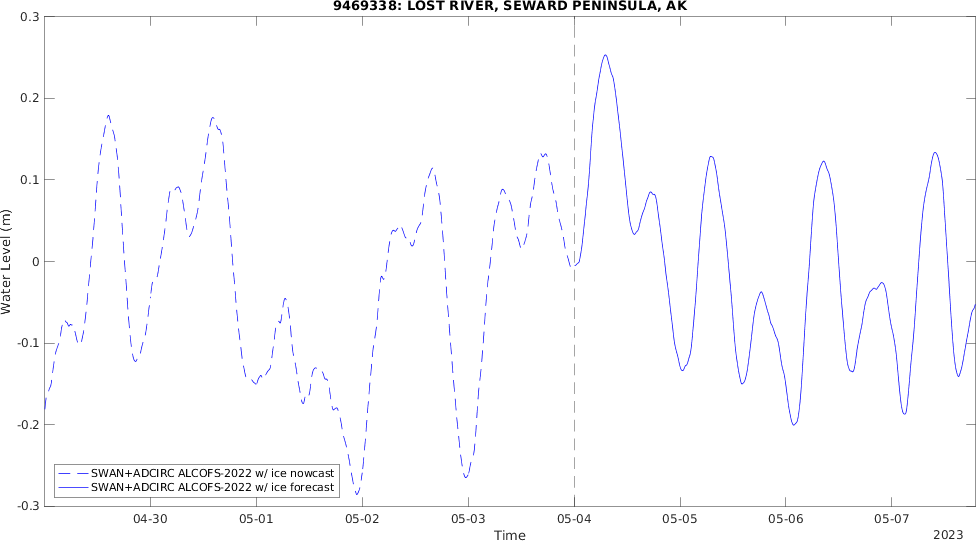 9469338: LOST RIVER, SEWARD PENINSULA, AK
0.3
0.2
0.1
0
-0.1
-0.2
-0.3
Water Level (m)
SWAN+ADCIRC ALCOFS-2022 w/ ice nowcast
SWAN+ADCIRC ALCOFS-2022 w/ ice forecast
04-30 05-01 05-02 05-03 05-04 05-05 05-06 05-07
Time
2023